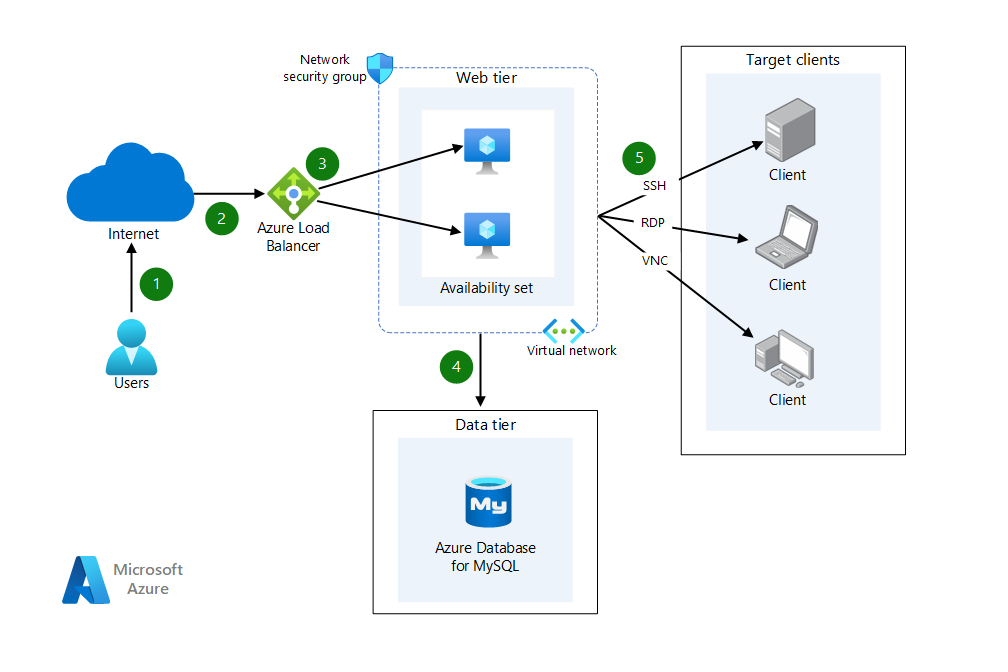 Network
security group
Web tier
Target clients
3
5
SSH
Client
2
Internet
Azure Load
Balancer
RDP
VNC
1
Availability set
Client
Virtual network
4
Users
Client
Data tier
My
Azure Database
for MySQL
Microsoft
Azure